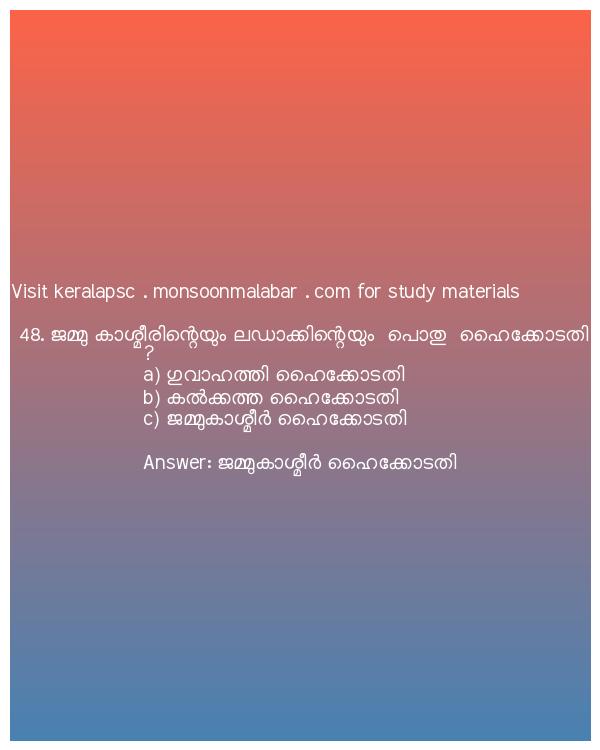 Visit keralapsc . monsoonmalabar . com for study materials
48. ജമ്മു കാശ്മീരിന്റെയും ലഡാക്കിന്റെയും പൊതു ഹൈക്കോടതി
?
a) ഗുവാഹത്തി ഹൈക്കോടതി
b) കൽക്കത്ത ഹൈക്കോടതി
c) ജമ്മുകാശ്മീർ ഹൈക്കോടതി
Answer: ജമ്മുകാശ്മീർ ഹൈക്കോടതി